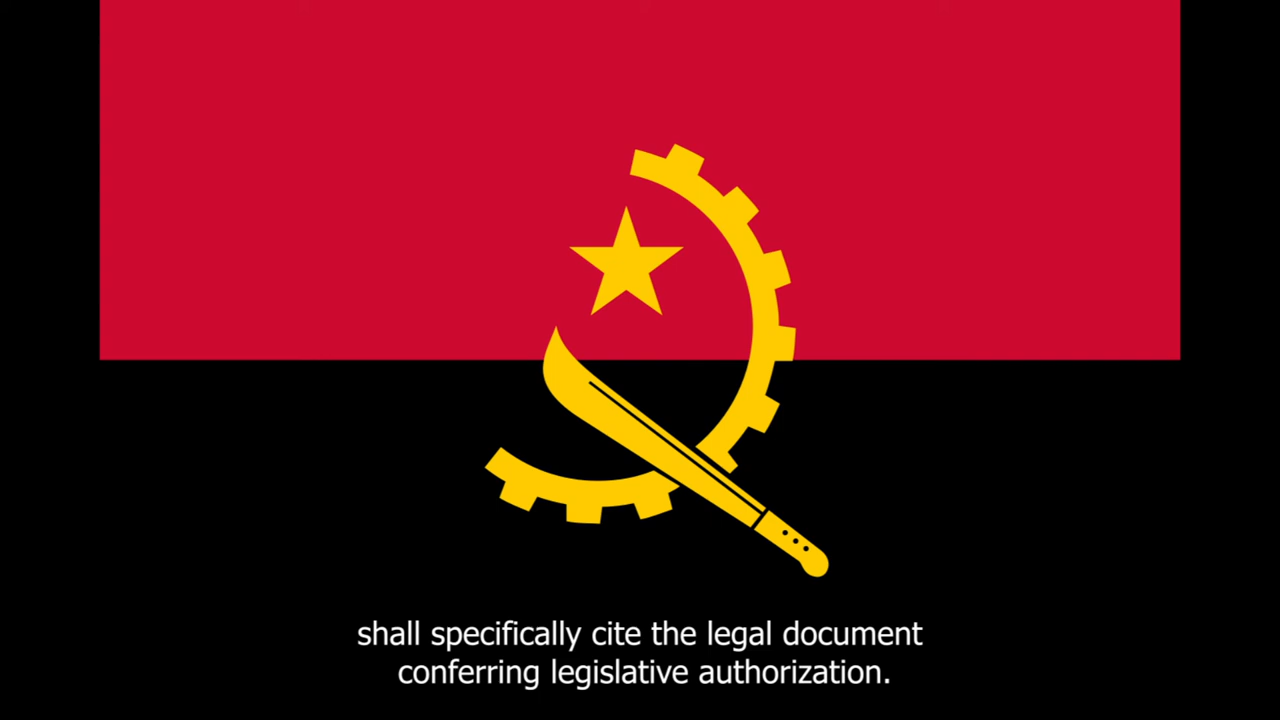 shall specifically cite the legal document
conferring legislative authorization.